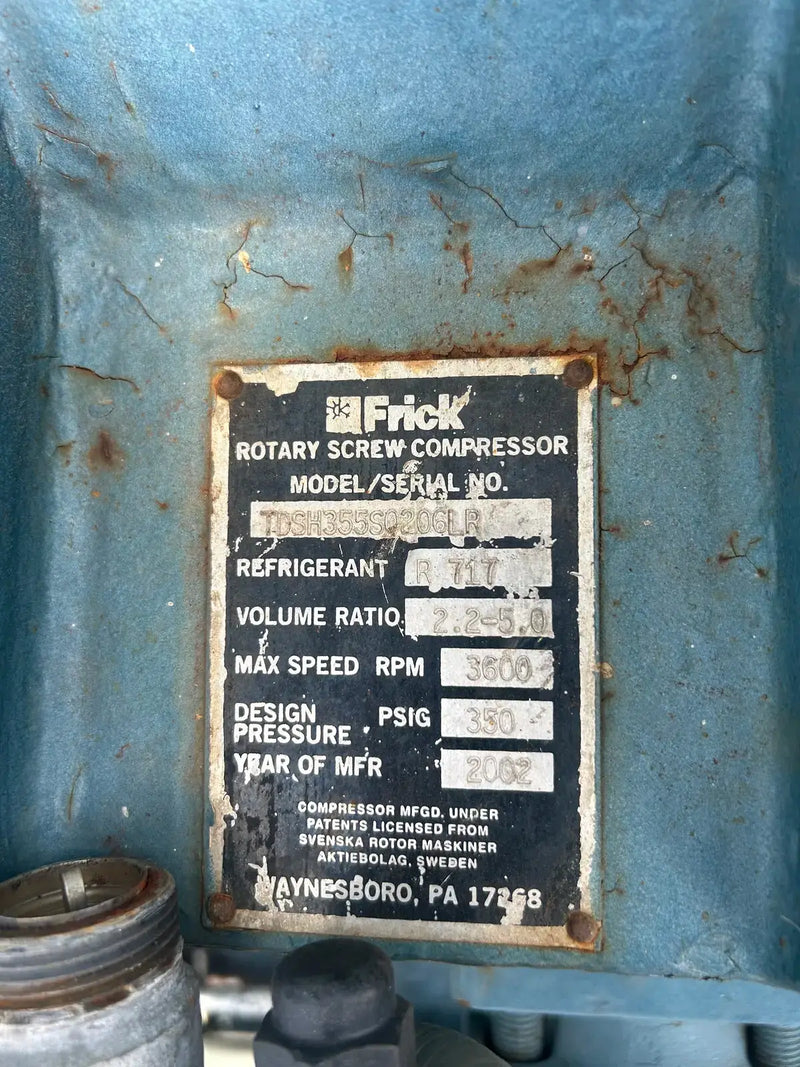 Frick
ROTARY SCREW COMPRESSOR
MODEL/SERIAL NO.
TDSH355S0206LR
REFRIGERANT R 717
VOLUME RATIO 2.2-5.0
MAX SPEED RPM 3600
DESIGN PRESSURE PSIG 350
YEAR OF MFR 2002
COMPRESSOR MFGD. UNDER
PATENTS LICENSED FROM
SVENSKA ROTOR MASKINER
AKTIEBOLAG, SWEDEN
WAYNESBORO, PA 17268